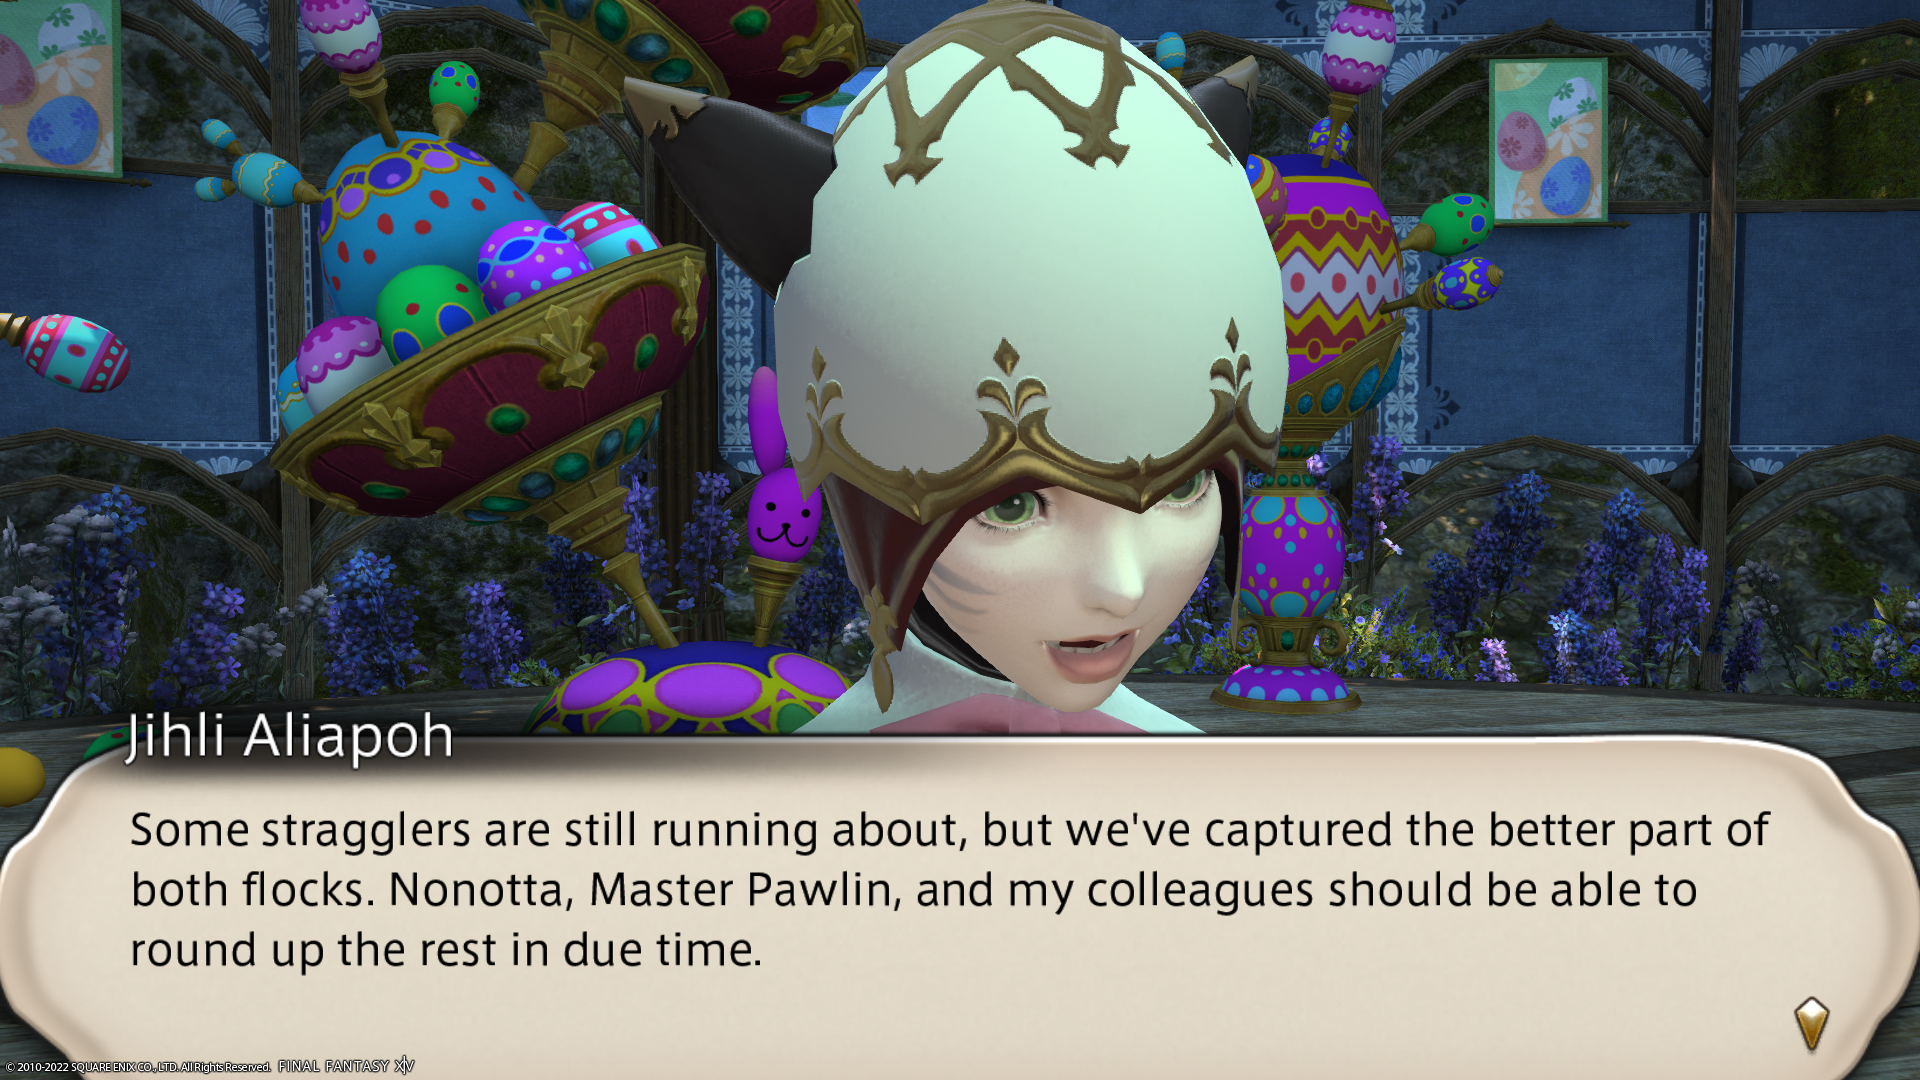 Jihli Aliapoh
Some stragglers are still running about, but we've captured the better part of
both flocks. Nonotta, Master Pawlin, and my colleagues should be able to
round up the rest in due time.
© 2010-2022 SQUARE ENIX CO., LTD. All Rights Reserved. FINAL FANTASY XIV